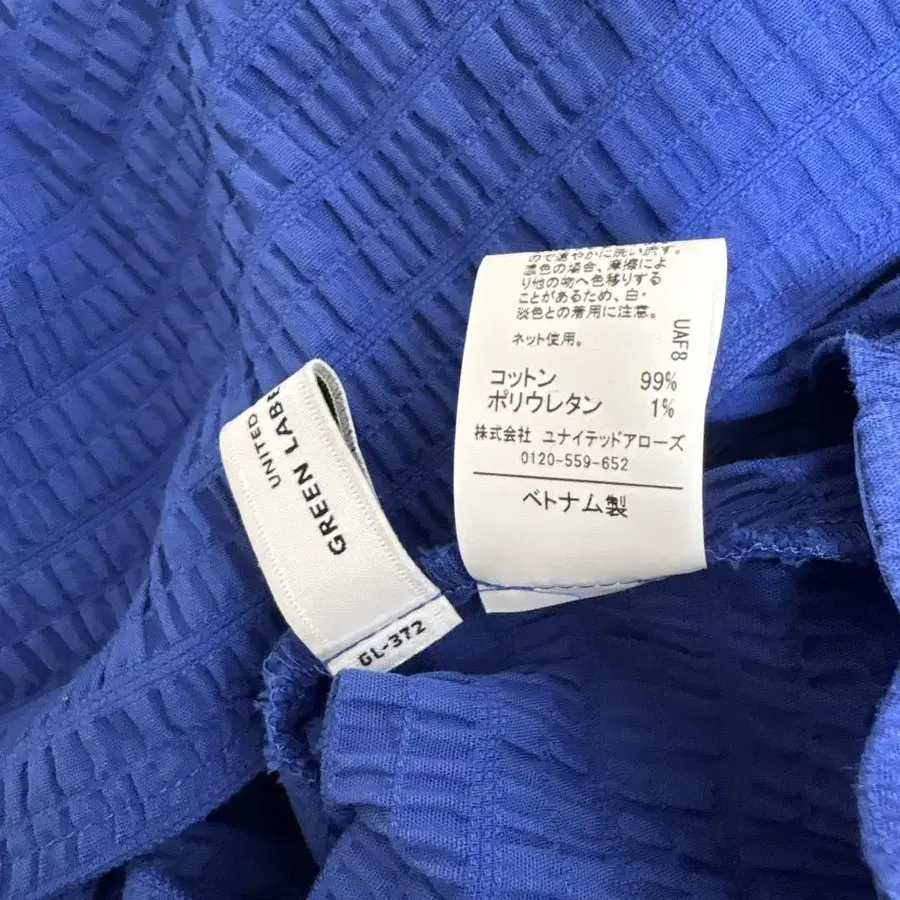 ので速やかに洗い流す。
濃色の場合、摩擦によ
り他の物へ色移りする
ことがあるため、白・
淡色との着用に注意。
ネット使用。
UAF8
コットン 99%
ポリウレタン 1%
株式会社 ユナイテッドアローズ
0120-559-652
ベトナム製
UNITED
GREEN LABE
GL-372